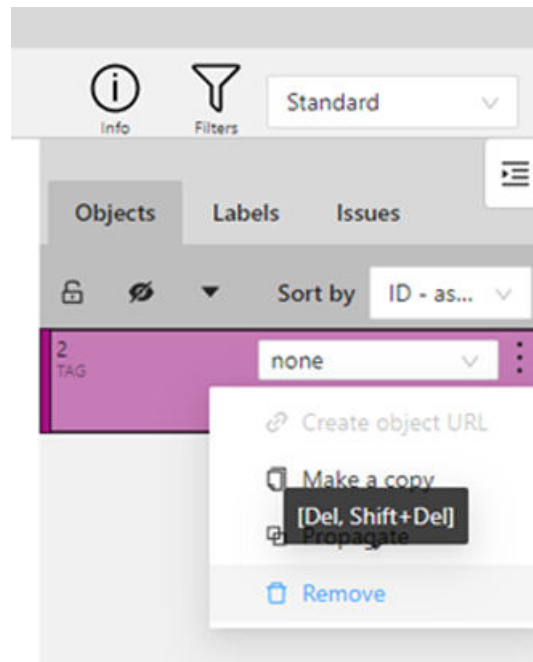 Info
Filters
Standard
Objects
Labels
Issues
Sort by
ID - as...
2
TAG
none
Create object URL
Make a copy
[Del, Shift+Del]
Propagate
Remove